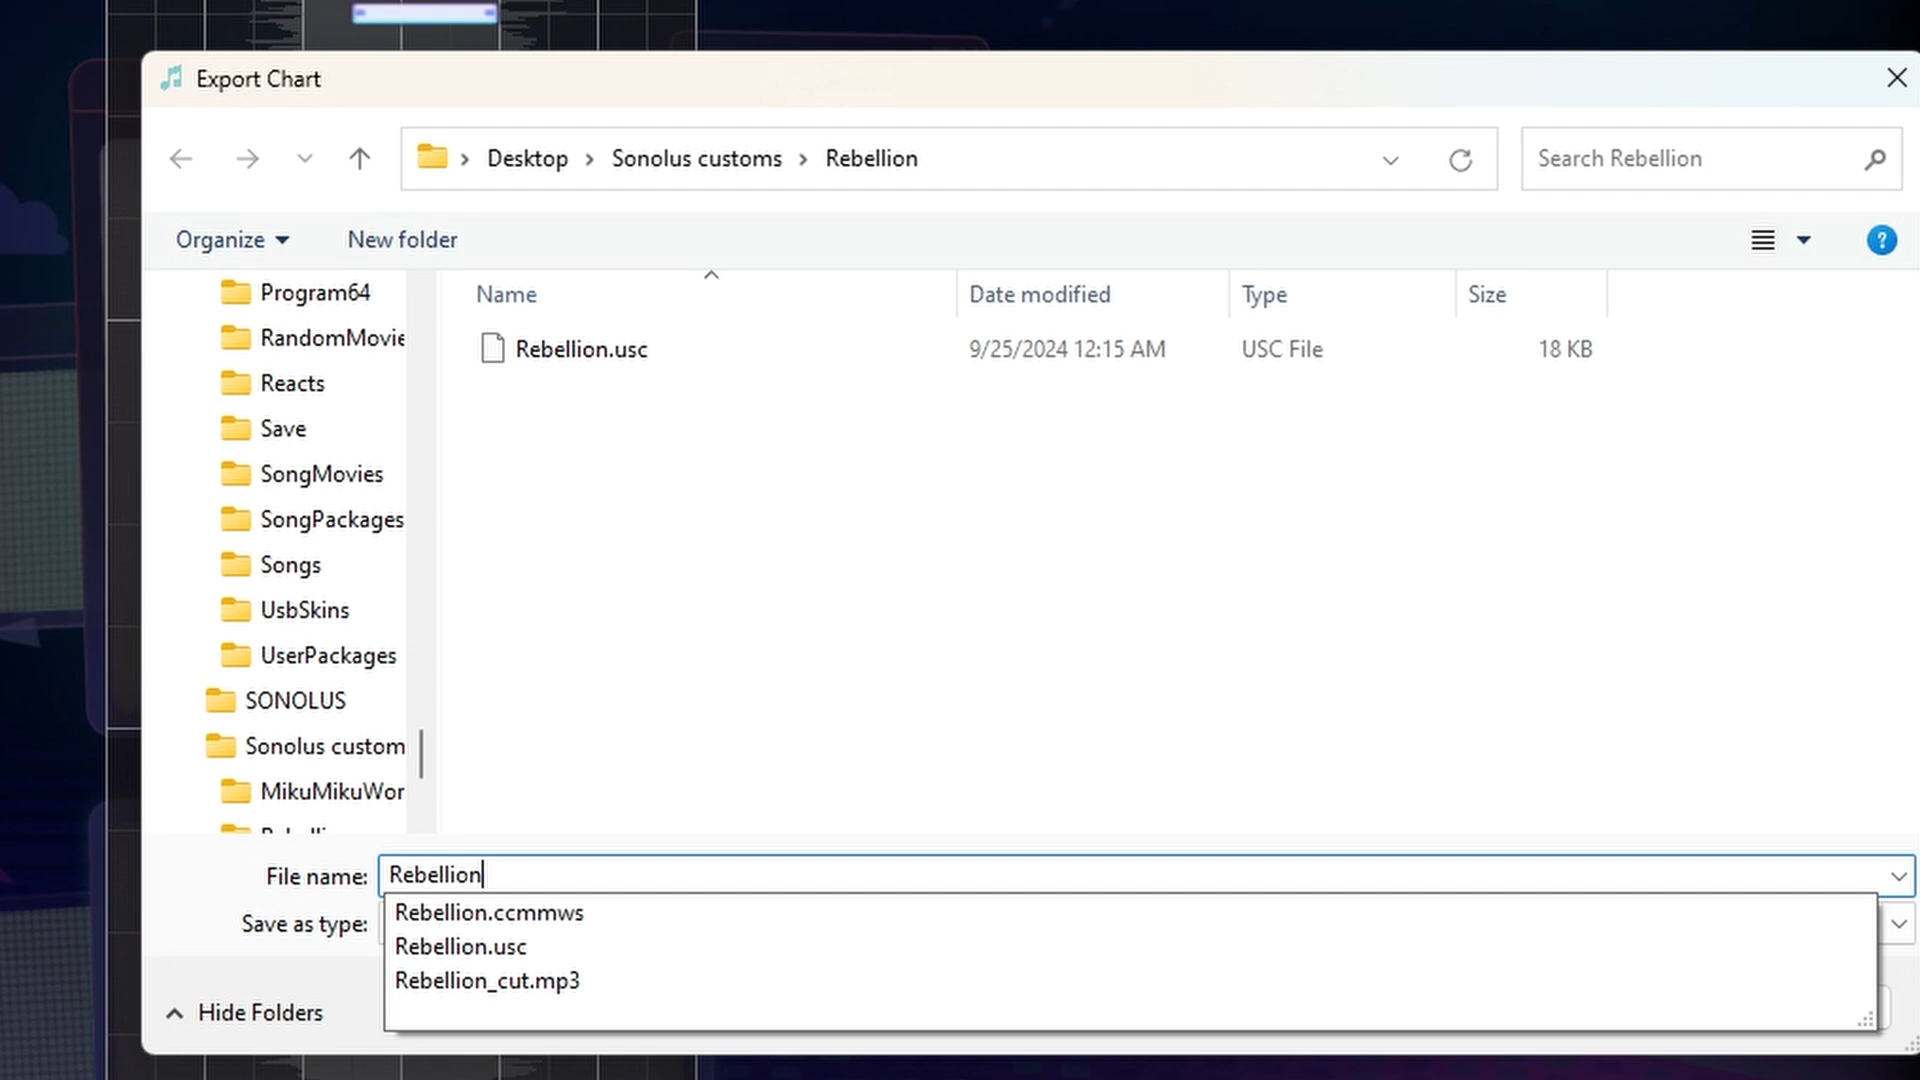 Export Chart
Desktop > Sonolus customs > Rebellion
Search Rebellion
Organize
New folder
?
Name
Date modified
Type
Size
Program64
RandomMovie
Reacts
Save
SongMovies
SongPackages
Songs
UsbSkins
UserPackages
SONOLUS
Sonolus custom
MikuMikuWor
Rebellion.usc
9/25/2024 12:15 AM
USC File
18 KB
File name:
Rebellion
Save as type:
Rebellion.ccmmws
Rebellion.usc
Rebellion_cut.mp3
Hide Folders